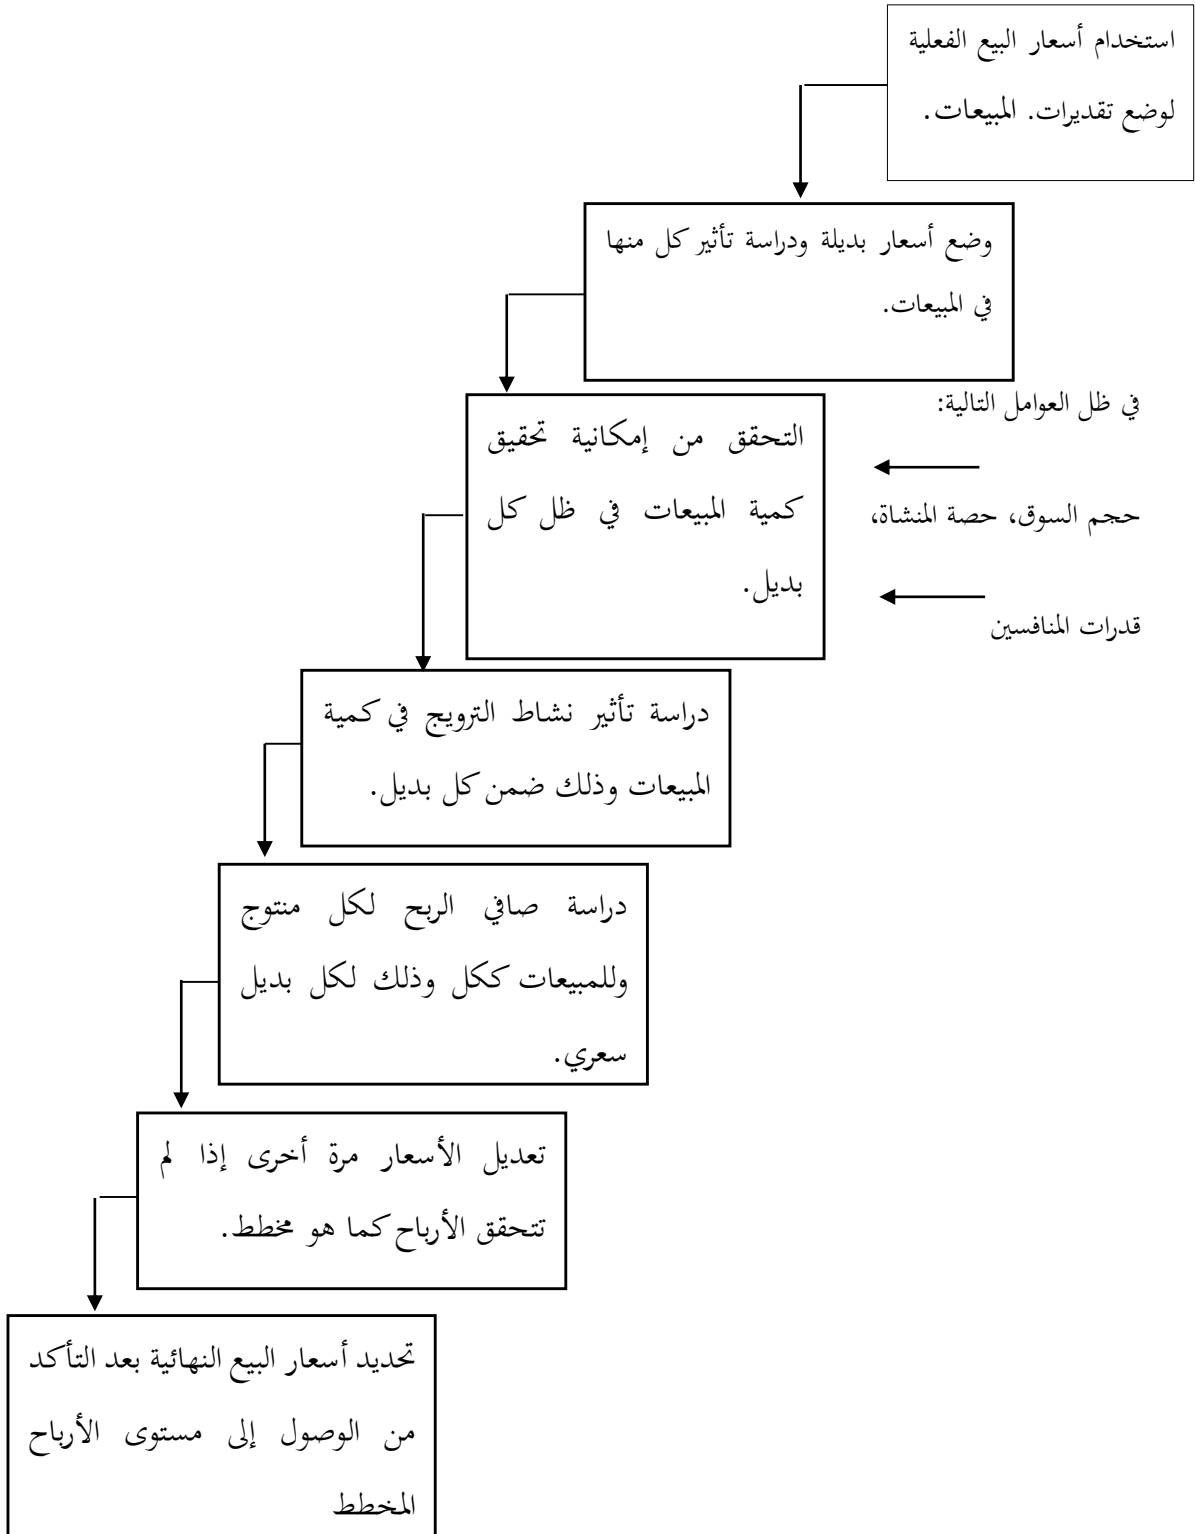 استخدام أسعار البيع الفعلية
لوضع تقديرات. المبيعات.
وضع أسعار بديلة ودراسة تأثير كل منها
في المبيعات.
التحقق من إمكانية تحقيق
كمية المبيعات في ظل كل
بديل.
في ظل العوامل التالية:
حجم السوق، حصة المنشاة،
قدرات المنافسين
دراسة تأثير نشاط الترويج في كمية
المبيعات وذلك ضمن كل بديل.
دراسة صافي الربح لكل منتوج
وللمبيعات ككل وذلك لكل بديل
سعري.
تعديل الأسعار مرة أخرى إذا لم
تتحقق الأرباح كما هو مخطط.
تحديد أسعار البيع النهائية بعد التأكد
من الوصول إلى مستوى الأرباح
المخطط